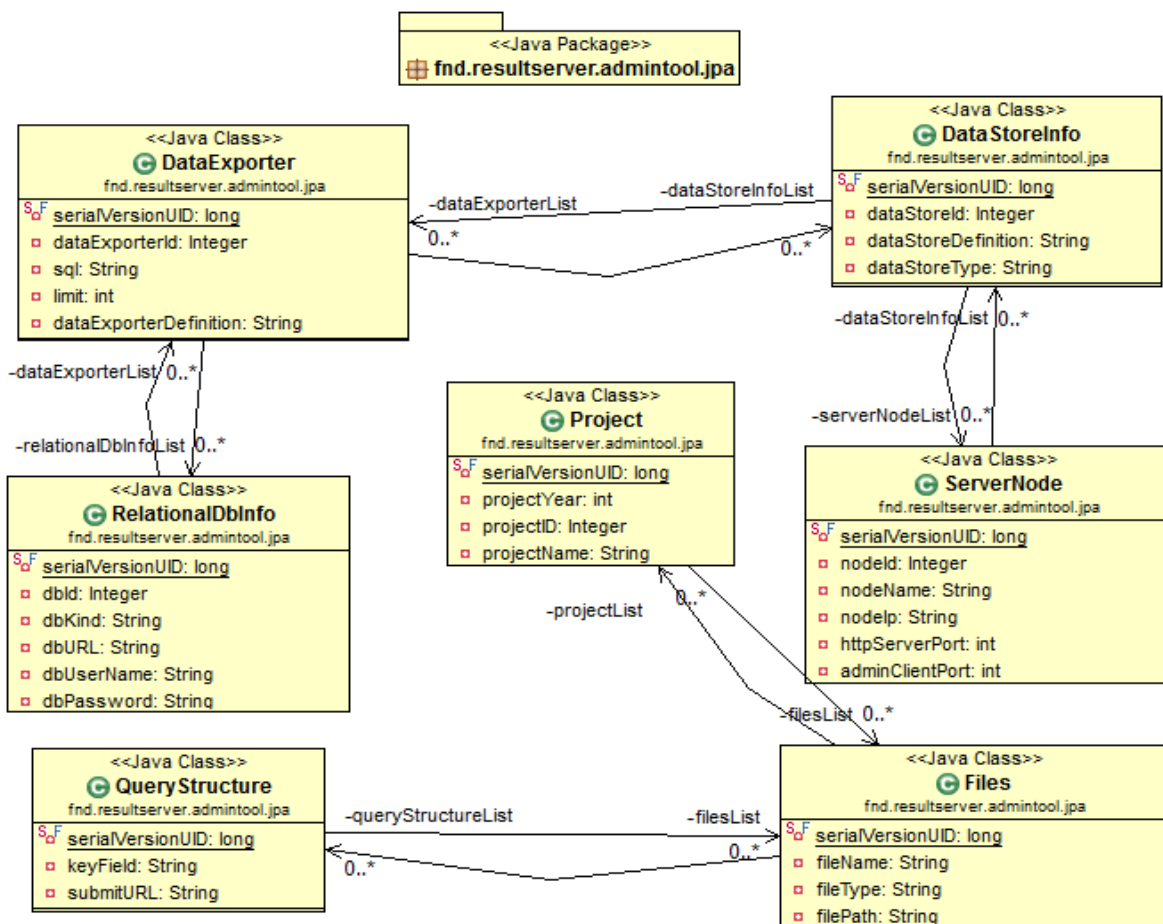 <<Java Package>>
fnd.resultserver.admintool.jpa
<<Java Class>>
DataExporter
fnd.resultserver.admintool.jpa
serialVersionUID: long
dataExporterId: Integer
sql: String
limit: int
dataExporterDefinition: String
-dataExporterList
0..*
-dataStoreInfoList
0..*
<<Java Class>>
DataStoreInfo
fnd.resultserver.admintool.jpa
serialVersionUID: long
dataStoreId: Integer
dataStoreDefinition: String
dataStoreType: String
-dataExporterList 0..*
-relationalDbInfoList 0..*
-dataStoreInfoList 0..*
-serverNodeList 0..*
<<Java Class>>
RelationalDbInfo
fnd.resultserver.admintool.jpa
serialVersionUID: long
dbId: Integer
dbKind: String
dbURL: String
dbUserName: String
dbPassword: String
<<Java Class>>
Project
fnd.resultserver.admintool.jpa
serialVersionUID: long
projectYear: int
projectID: Integer
projectName: String
<<Java Class>>
ServerNode
fnd.resultserver.admintool.jpa
serialVersionUID: long
nodeId: Integer
nodeName: String
nodeIp: String
httpServerPort: int
adminClientPort: int
-projectList
0..*
-filesList 0..*
<<Java Class>>
QueryStructure
fnd.resultserver.admintool.jpa
serialVersionUID: long
keyField: String
submitURL: String
-queryStructureList
0..*
-filesList
0..*
<<Java Class>>
Files
fnd.resultserver.admintool.jpa
serialVersionUID: long
fileName: String
fileType: String
filePath: String